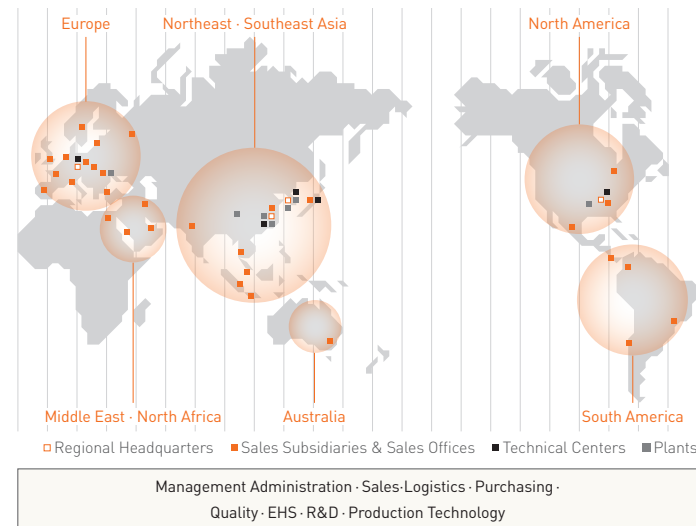 Europe
Northeast · Southeast Asia
North America
Middle East · North Africa
Australia
South America
Regional Headquarters
Sales Subsidiaries & Sales Offices
Technical Centers
Plants
Management Administration · Sales·Logistics · Purchasing ·
Quality · EHS · R&D · Production Technology